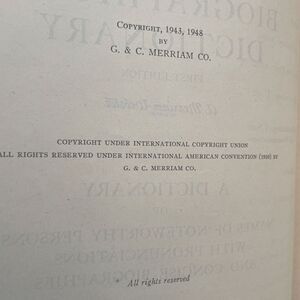 Copyright, 1943, 1948
BY
G. & C. MERRIAM CO.
COPYRIGHT UNDER INTERNATIONAL COPYRIGHT UNION
ALL RIGHTS RESERVED UNDER INTERNATIONAL AMERICAN CONVENTION (1910) BY
G. & C. MERRIAM CO.
All rights reserved